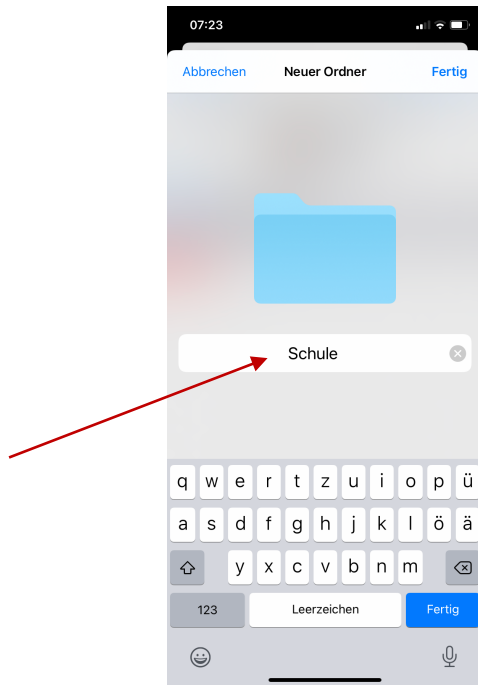 07:23
Abbrechen Neuer Ordner Fertig
Schule
q w e r t z u i o p ü
a s d f g h j k l ö ä
y x c v b n m
123 Leerzeichen Fertig